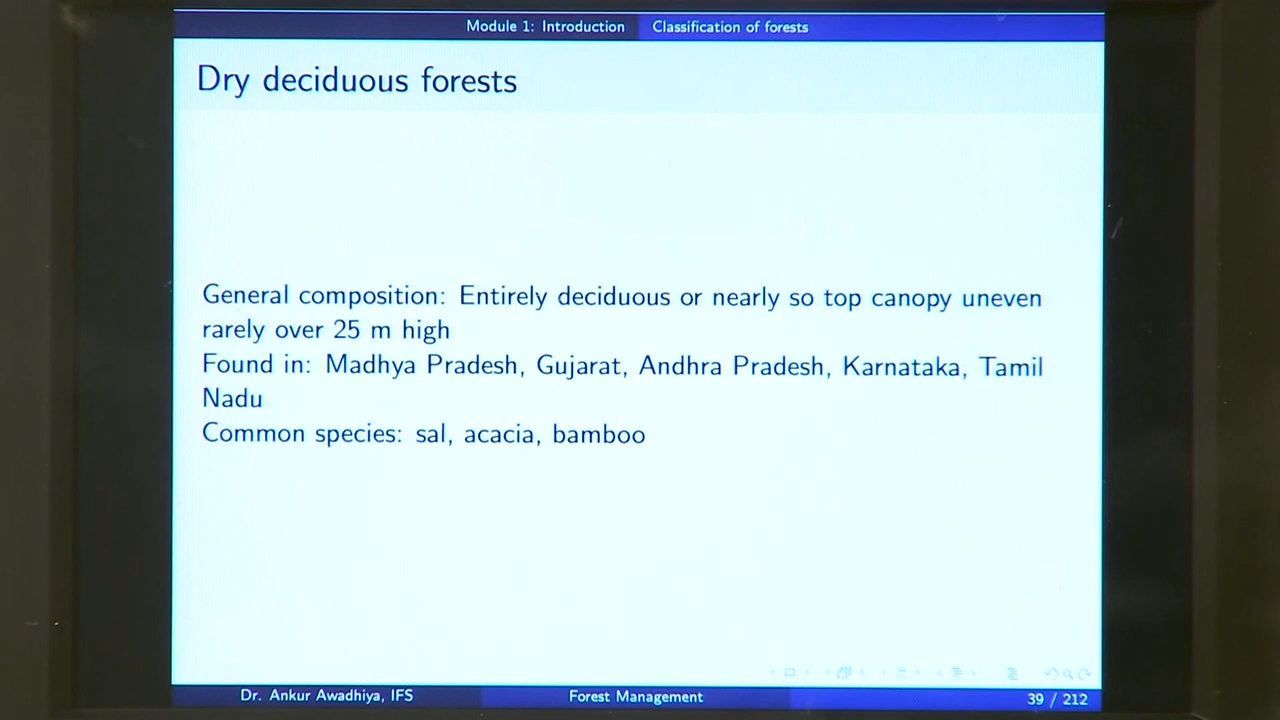 Module 1: Introduction Classification of forests
Dry deciduous forests
General composition: Entirely deciduous or nearly so top canopy uneven
rarely over 25 m high
Found in: Madhya Pradesh, Gujarat, Andhra Pradesh, Karnataka, Tamil
Nadu
Common species: sal, acacia, bamboo
Dr. Ankur Awadhiya, IFS Forest Management 39 / 212